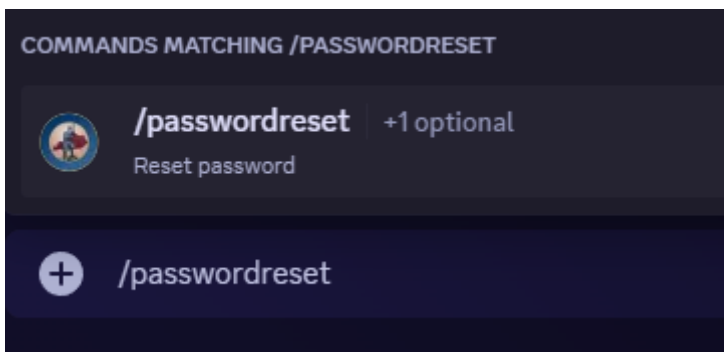 COMMANDS MATCHING /PASSWORDRESET
/passwordreset +1 optional
Reset password
/passwordreset